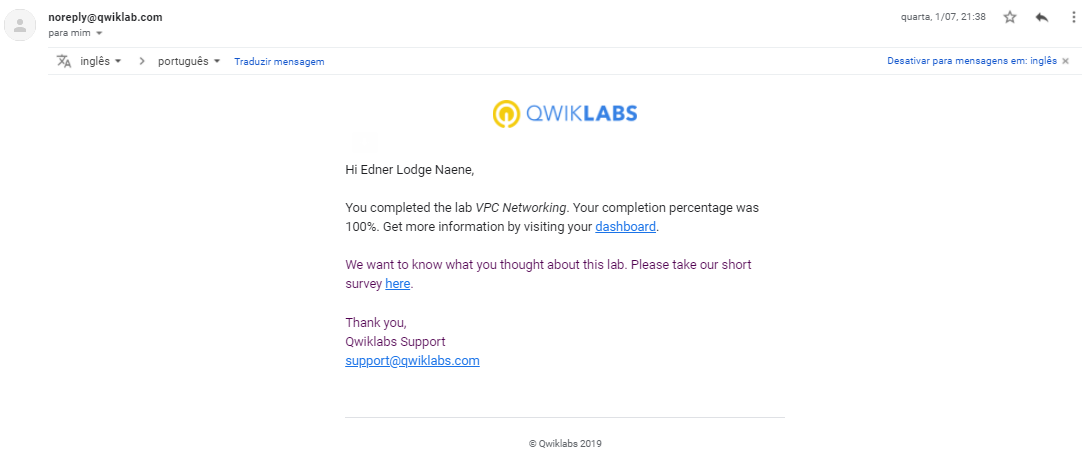 noreply@qwiklab.com
quarta, 1/07, 21:38
para mim
inglês
português
Traduzir mensagem
Desativar para mensagens em: inglês
QWIKLABS
Hi Edner Lodge Naene,
You completed the lab VPC Networking. Your completion percentage was
100%. Get more information by visiting your dashboard.
We want to know what you thought about this lab. Please take our short
survey here.
Thank you,
Qwiklabs Support
support@qwiklabs.com
© Qwiklabs 2019